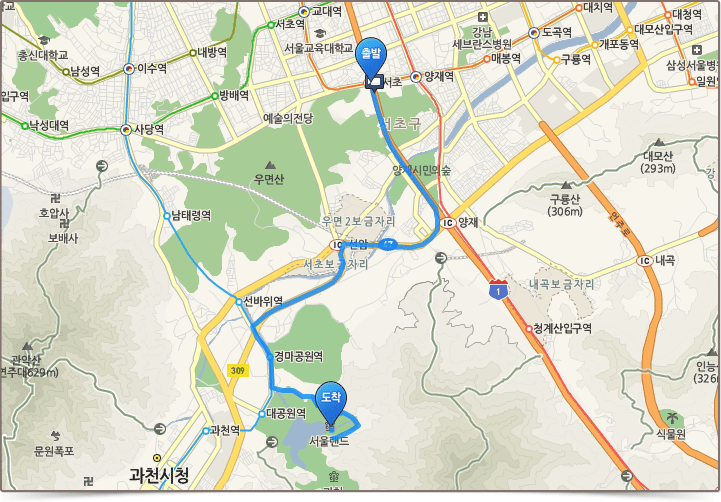 교대역
대치역
대청역
서초역
총신대학교
서울교육대학교
강남
세브란스병원
도곡역
대모산입구역
대방역
개포동역
남성역
이수역
출발
양재역
매봉역
구룡역
삼성서울병
입구역
방배역
서초
일원
낙성대역
사당역
예술의전당
서초구
대모산
(293m)
양재시민의숲
우면산
구룡산
(306m)
호압사
보배사
남태령역
우면2보금자리
IC
양재
언주로
IC
선암
47
서초보금자리
IC
내곡
선바위역
1
내곡보금자리
청계산입구역
관악산
연주대(629m)
경마공원역
309
인능산
(326m
도착
대공원역
과천역
서울랜드
식물원
문원폭포
과천시청